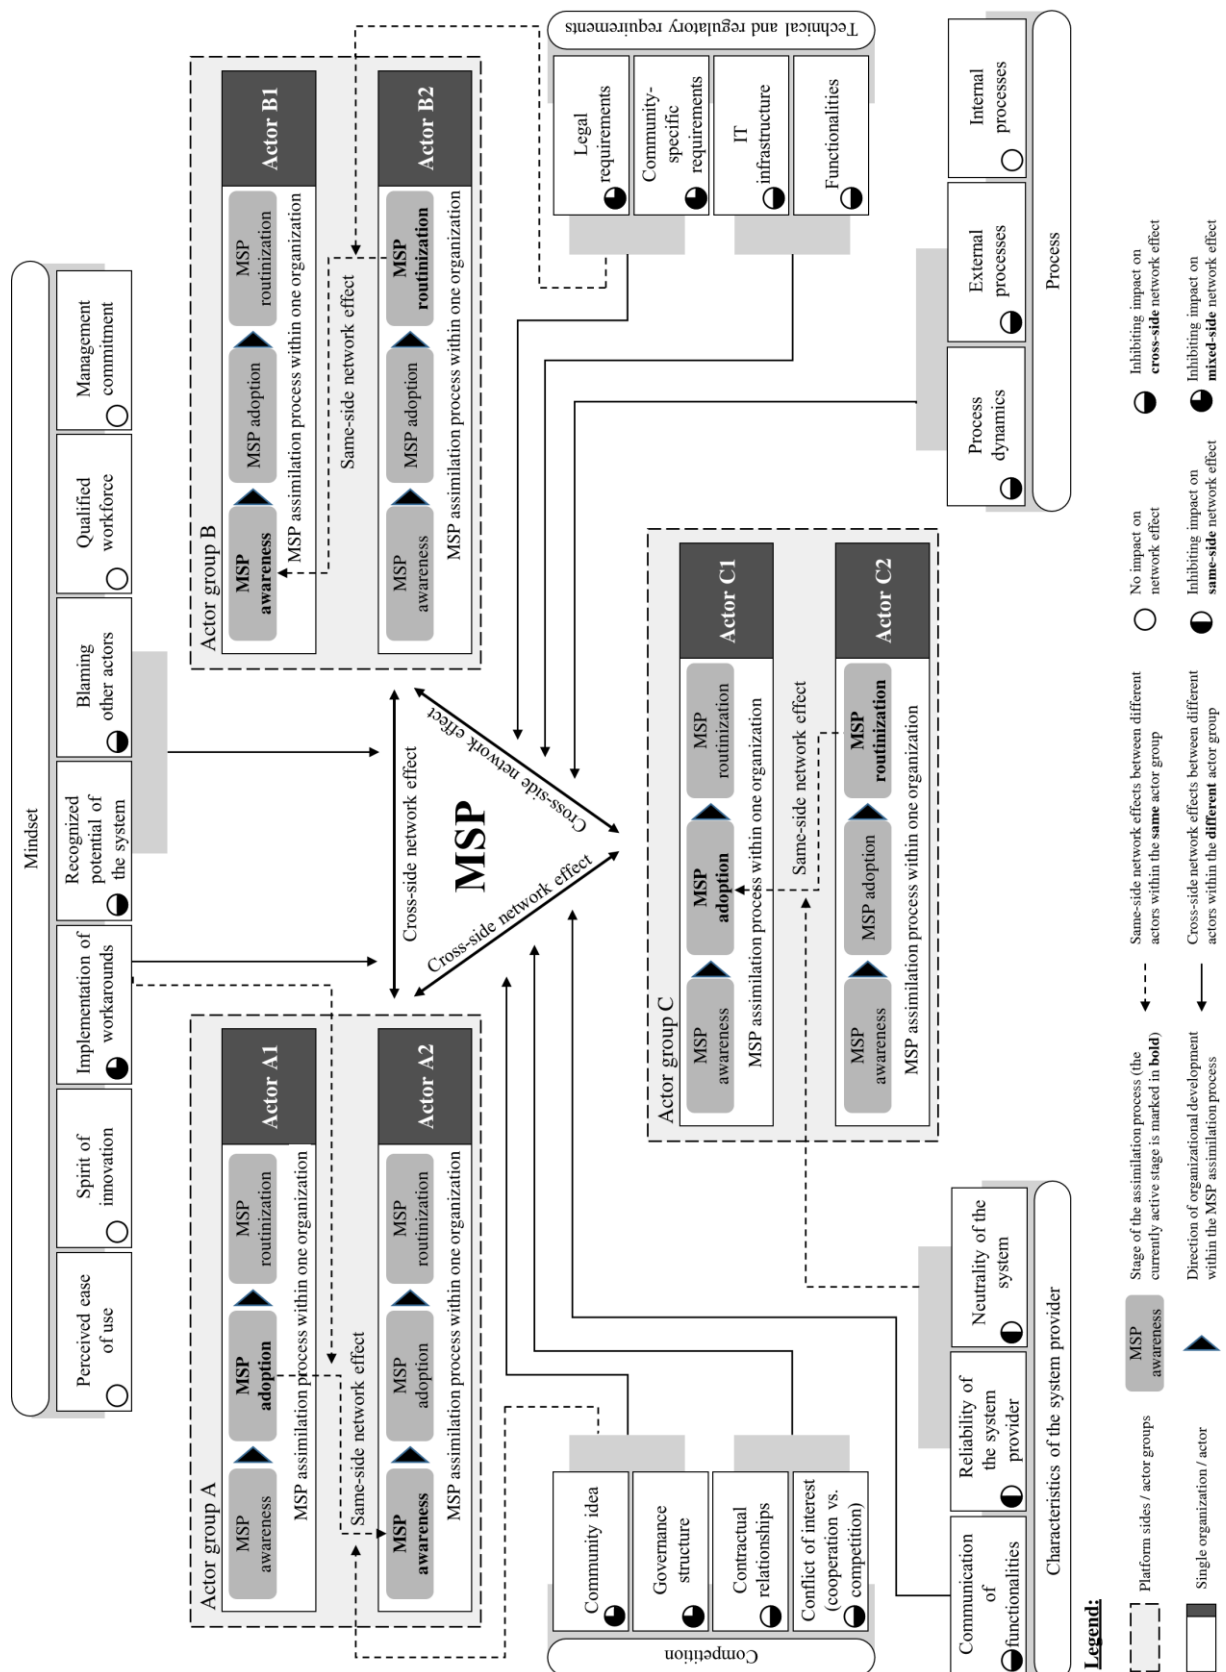 Mindset
Perceived ease
of use
Spirit of
innovation
Implementation of
workarounds
Recognized
potential of
the system
Blaming
other actors
Qualified
workforce
Management
commitment
Actor group A
MSP
awareness
MSP
adoption
MSP
routinization
Actor A1
MSP assimilation process within one organization
Same-side network effect
MSP
awareness
MSP
adoption
MSP
routinization
Actor A2
MSP assimilation process within one organization
Actor group B
MSP
awareness
MSP adoption
MSP
routinization
Actor B1
MSP assimilation process within one organization
Same-side network effect
MSP
awareness
MSP adoption
MSP
routinization
Actor B2
MSP assimilation process within one organization
Cross-side network effect
MSP
Cross-side network effect
Cross-side network effect
Competition
Community idea
Governance
structure
Contractual
relationships
Conflict of interest
(cooperation vs.
competition)
Technical and regulatory requirements
Legal
requirements
Community-
specific
requirements
IT
infrastructure
Functionalities
Actor group C
MSP
awareness
MSP
adoption
MSP
routinization
Actor C1
MSP assimilation process within one organization
Same-side network effect
MSP
awareness
MSP adoption
MSP
routinization
Actor C2
MSP assimilation process within one organization
Communication
of
functionalities
Reliability of
the system
provider
Neutrality of the
system
Characteristics of the system provider
Process
dynamics
External
processes
Internal
processes
Process
Legend:
Platform sides / actor groups
Single organization / actor
MSP
awareness
Stage of the assimilation process (the
currently active stage is marked in bold)
Direction of organizational development
within the MSP assimilation process
Same-side network effects between different
actors within the same actor group
Cross-side network effects between different
actors within the different actor group
No impact on
network effect
Inhibiting impact on
same-side network effect
Inhibiting impact on
cross-side network effect
Inhibiting impact on
mixed-side network effect